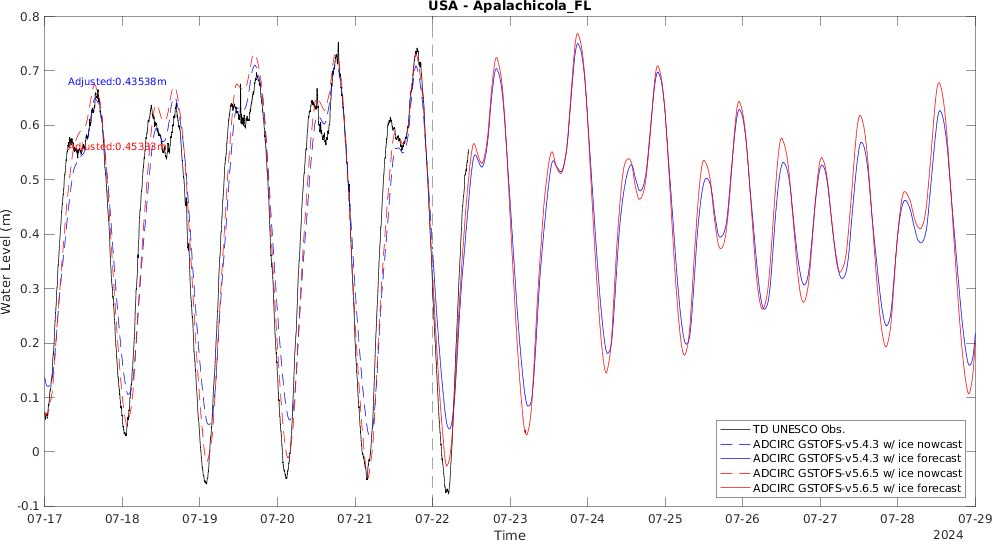 USA - Apalachicola_FL
0.8
0.7
0.6
0.5
0.4
0.3
0.2
0.1
0
-0.1
Water Level (m)
Adjusted:0.43538m
TD UNESCO Obs.
ADCIRC GSTOFS-v5.4.3 w/ ice nowcast
ADCIRC GSTOFS-v5.4.3 w/ ice forecast
ADCIRC GSTOFS-v5.6.5 w/ ice nowcast
ADCIRC GSTOFS-v5.6.5 w/ ice forecast
07-17 07-18 07-19 07-20 07-21 07-22 07-23 07-24 07-25 07-26 07-27 07-28 07-29
Time
2024